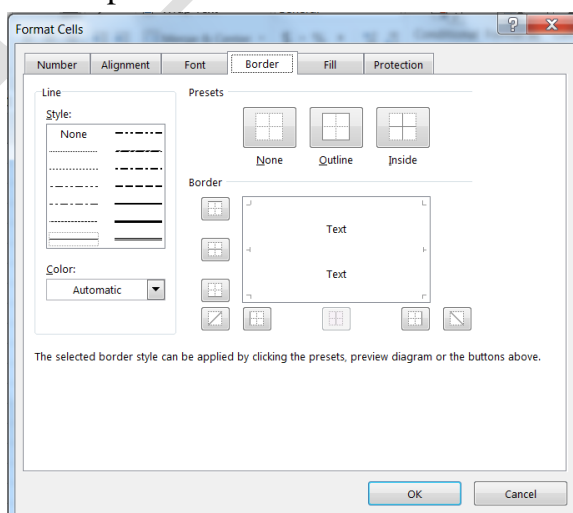 Format Cells
Number Alignment Font Border Fill Protection
Line
Style:
None
Color:
Automatic
Presets
None Outline Inside
Border
Text
Text
The selected border style can be applied by clicking the presets, preview diagram or the buttons above.
OK Cancel